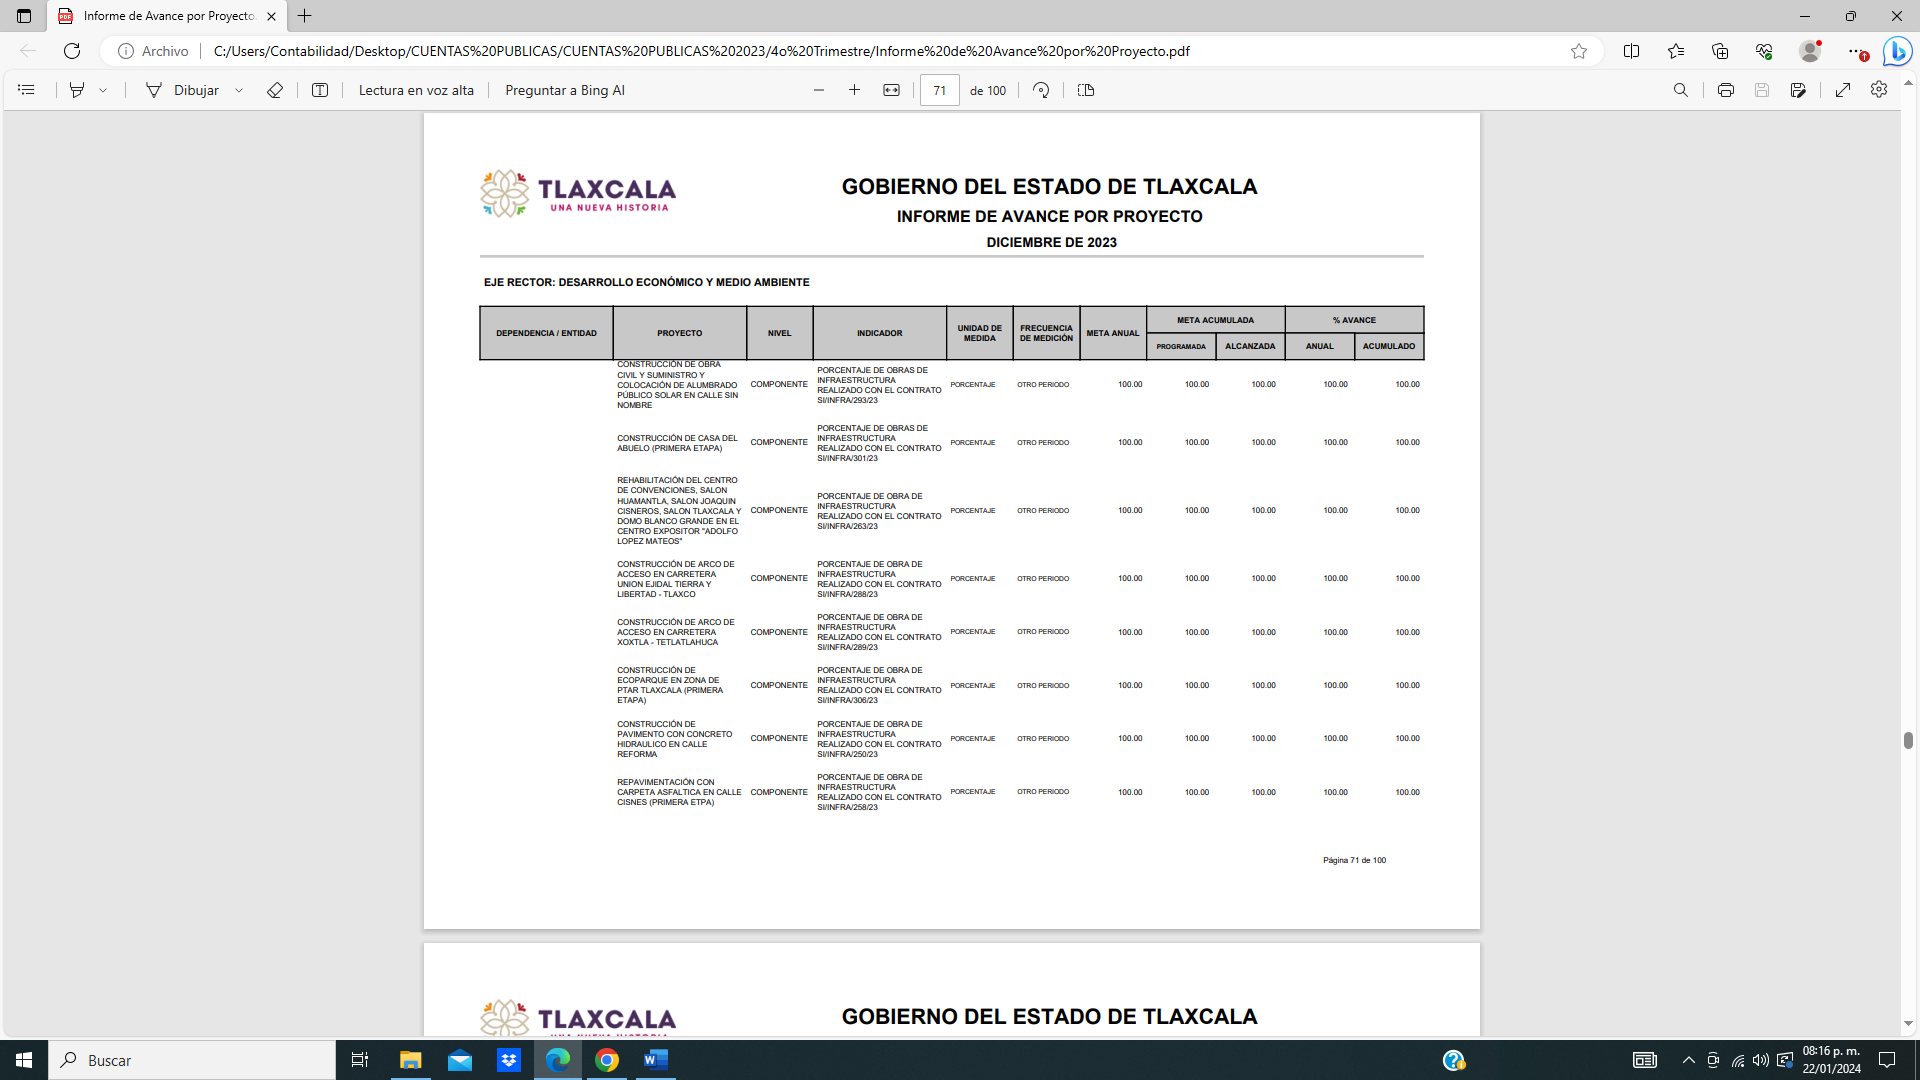 Informe de Avance por Proyecto.
Archivo
C:/Users/Contabilidad/Desktop/CUENTAS%20PUBLICAS/CUENTAS%20PUBLICAS%202023/4o%20Trimestre/Informe%20de%20Avance%20por%20Proyecto.pdf
Dibujar
Lectura en voz alta
Preguntar a Bing AI
71
de 100
TLAXCALA
UNA NUEVA HISTORIA
GOBIERNO DEL ESTADO DE TLAXCALA
INFORME DE AVANCE POR PROYECTO
DICIEMBRE DE 2023
EJE RECTOR: DESARROLLO ECONÓMICO Y MEDIO AMBIENTE
DEPENDENCIA / ENTIDAD
PROYECTO
NIVEL
INDICADOR
UNIDAD DE
MEDIDA
FRECUENCIA
DE MEDICIÓN
META ANUAL
META ACUMULADA
PROGRAMADA
ALCANZADA
% AVANCE
ANUAL
ACUMULADO
CONSTRUCCIÓN DE OBRA
CIVIL Y SUMINISTRO Y
COLOCACIÓN DE ALUMBRADO
PÚBLICO SOLAR EN CALLE SIN
NOMBRE
COMPONENTE
PORCENTAJE DE OBRAS DE
INFRAESTRUCTURA
REALIZADO CON EL CONTRATO
SI/INFRA/293/23
PORCENTAJE
OTRO PERIODO
100.00
100.00
100.00
100.00
100.00
CONSTRUCCIÓN DE CASA DEL
ABUELO (PRIMERA ETAPA)
COMPONENTE
PORCENTAJE DE OBRAS DE
INFRAESTRUCTURA
REALIZADO CON EL CONTRATO
SI/INFRA/301/23
PORCENTAJE
OTRO PERIODO
100.00
100.00
100.00
100.00
100.00
REHABILITACIÓN DEL CENTRO
DE CONVENCIONES, SALON
HUAMANTLA, SALON JOAQUIN
CISNEROS, SALON TLAXCALA Y
DOMO BLANCO GRANDE EN EL
CENTRO EXPOSITOR "ADOLFO
LOPEZ MATEOS"
COMPONENTE
PORCENTAJE DE OBRA DE
INFRAESTRUCTURA
REALIZADO CON EL CONTRATO
SI/INFRA/263/23
PORCENTAJE
OTRO PERIODO
100.00
100.00
100.00
100.00
100.00
CONSTRUCCIÓN DE ARCO DE
ACCESO EN CARRETERA
UNION EJIDAL TIERRA Y
LIBERTAD - TLAXCO
COMPONENTE
PORCENTAJE DE OBRA DE
INFRAESTRUCTURA
REALIZADO CON EL CONTRATO
SI/INFRA/288/23
PORCENTAJE
OTRO PERIODO
100.00
100.00
100.00
100.00
100.00
CONSTRUCCIÓN DE ARCO DE
ACCESO EN CARRETERA
XOXTLA - TETLATLAHUCA
COMPONENTE
PORCENTAJE DE OBRA DE
INFRAESTRUCTURA
REALIZADO CON EL CONTRATO
SI/INFRA/289/23
PORCENTAJE
OTRO PERIODO
100.00
100.00
100.00
100.00
100.00
CONSTRUCCIÓN DE
ECOPARQUE EN ZONA DE
PTAR TLAXCALA (PRIMERA
ETAPA)
COMPONENTE
PORCENTAJE DE OBRA DE
INFRAESTRUCTURA
REALIZADO CON EL CONTRATO
SI/INFRA/306/23
PORCENTAJE
OTRO PERIODO
100.00
100.00
100.00
100.00
100.00
CONSTRUCCIÓN DE
PAVIMENTO CON CONCRETO
HIDRAULICO EN CALLE
REFORMA
COMPONENTE
PORCENTAJE DE OBRA DE
INFRAESTRUCTURA
REALIZADO CON EL CONTRATO
SI/INFRA/250/23
PORCENTAJE
OTRO PERIODO
100.00
100.00
100.00
100.00
100.00
REPAVIMENTACIÓN CON
CARPETA ASFALTICA EN CALLE
CISNES (PRIMERA ETPA)
COMPONENTE
PORCENTAJE DE OBRA DE
INFRAESTRUCTURA
REALIZADO CON EL CONTRATO
SI/INFRA/258/23
PORCENTAJE
OTRO PERIODO
100.00
100.00
100.00
100.00
100.00
Página 71 de 100
TLAXCALA
UNA NUEVA HISTORIA
GOBIERNO DEL ESTADO DE TLAXCALA
Buscar
08:16 p. m.
22/01/2024